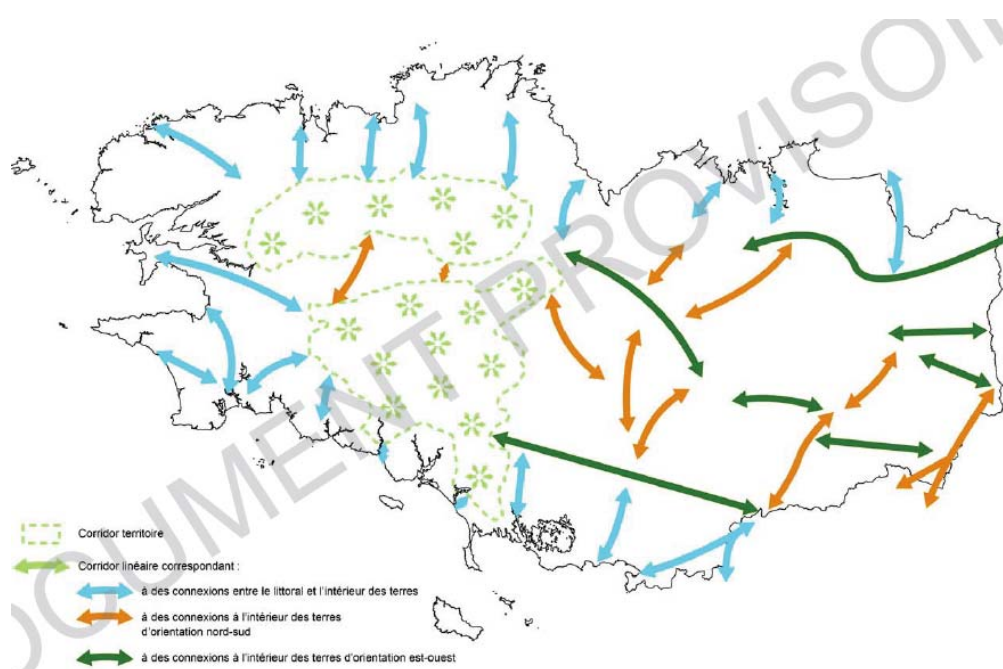 DOCUMENT PROVISOIR
Corridor territoire
Corridor linéaire correspondant :
à des connexions entre le littoral et l'intérieur des terres
à des connexions à l'intérieur des terres
d'orientation nord-sud
à des connexions à l'intérieur des terres d'orientation est-ouest